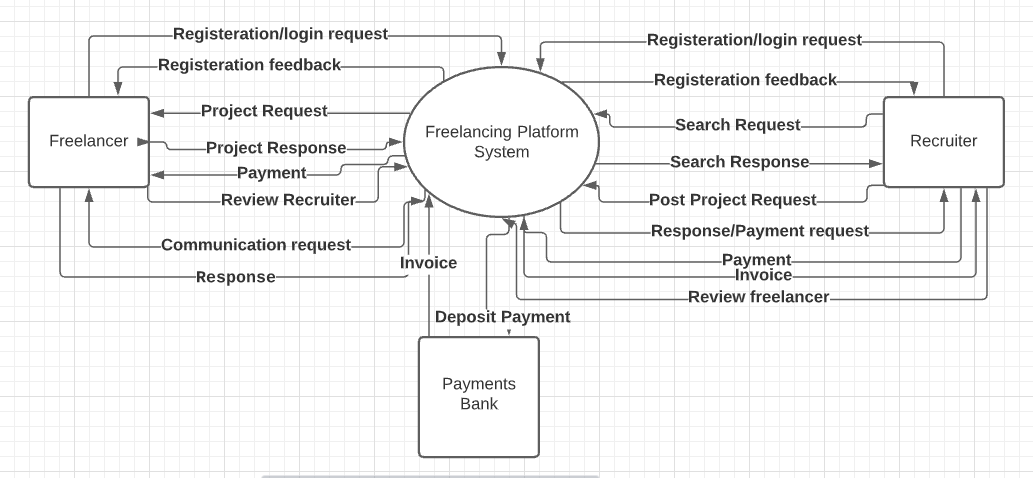 Registeration/login request
Registeration feedback
Project Request
Freelancer
Project Response
Payment
Review Recruiter
Communication request
Response
Freelancing Platform
System
Invoice
Deposit Payment
Payments
Bank
Registeration/login request
Registeration feedback
Search Request
Recruiter
Search Response
Post Project Request
Response/Payment request
Payment
Invoice
Review freelancer